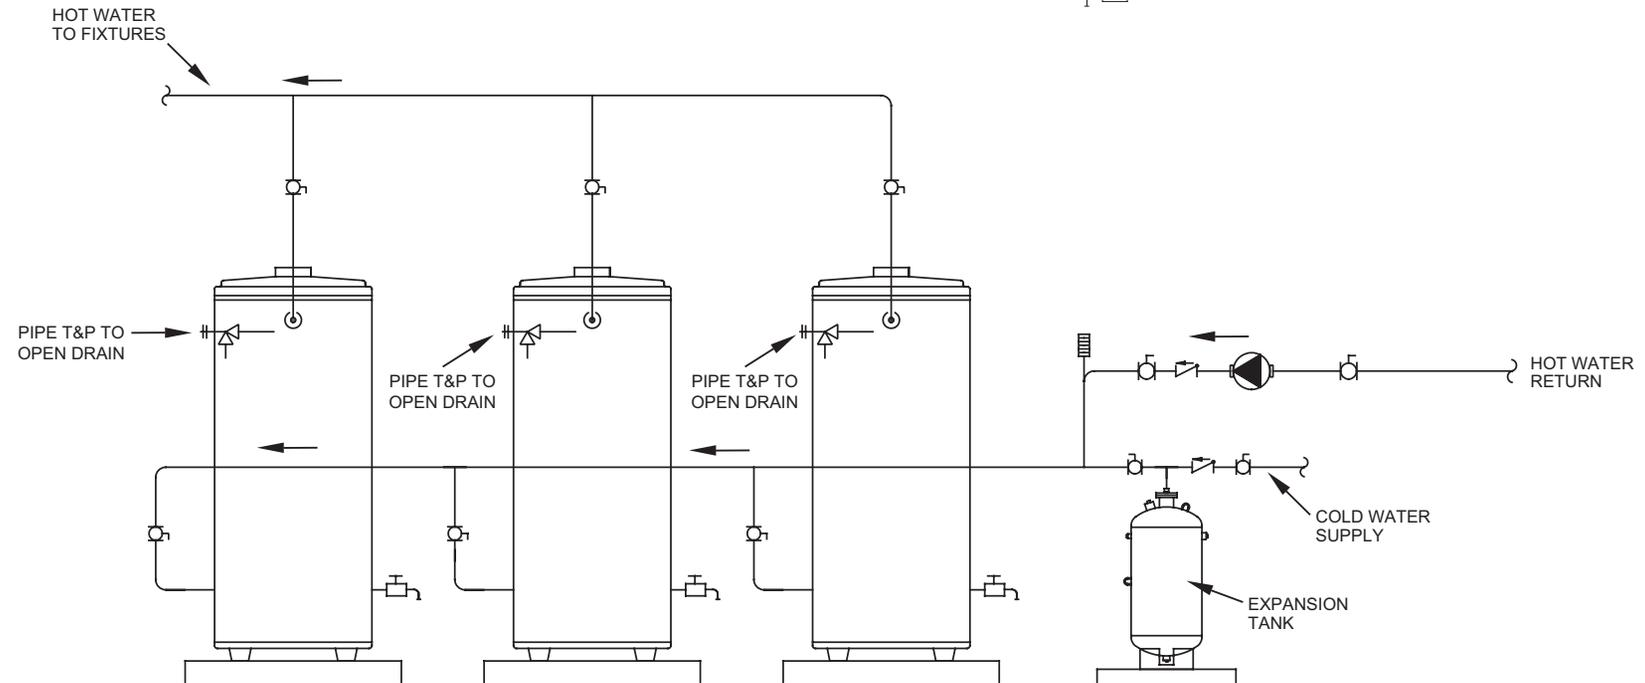 HOT WATER
TO FIXTURES
PIPE T&P TO
OPEN DRAIN
PIPE T&P TO
OPEN DRAIN
PIPE T&P TO
OPEN DRAIN
HOT WATER
RETURN
COLD WATER
SUPPLY
EXPANSION
TANK